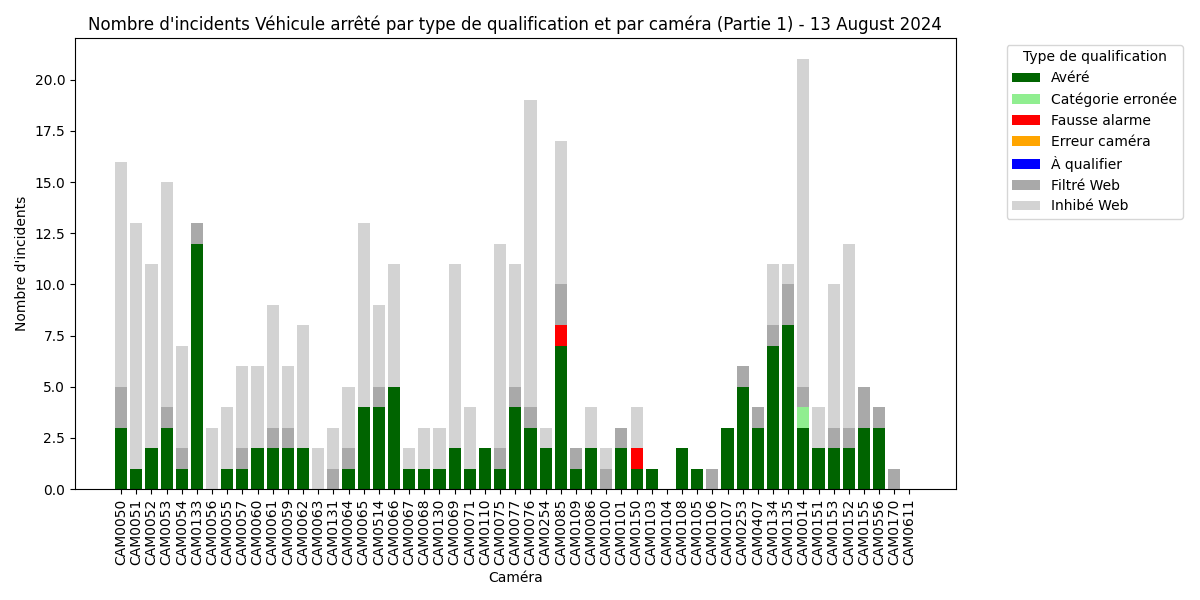 Nombre d'incidents Véhicule arrêté par type de qualification et par caméra (Partie 1) - 13 August 2024
Type de qualification
Avéré
Catégorie erronée
Fausse alarme
Erreur caméra
À qualifier
Filtré Web
Inhibé Web
Nombre d'incidents
20.0
17.5
15.0
12.5
10.0
7.5
5.0
2.5
0.0
CAM0050
CAM0051
CAM0052
CAM0053
CAM0054
CAM0133
CAM0056
CAM0055
CAM0057
CAM0060
CAM0061
CAM0059
CAM0062
CAM0063
CAM0131
CAM0064
CAM0065
CAM0514
CAM0066
CAM0067
CAM0068
CAM0130
CAM0069
CAM0071
CAM0110
CAM0075
CAM0077
CAM0076
CAM0254
CAM0085
CAM0109
CAM0086
CAM0100
CAM0101
CAM0150
CAM0103
CAM0104
CAM0108
CAM0105
CAM0106
CAM0107
CAM0253
CAM0407
CAM0134
CAM0135
CAM0014
CAM0151
CAM0153
CAM0152
CAM0155
CAM0556
CAM0170
CAM0611
Caméra